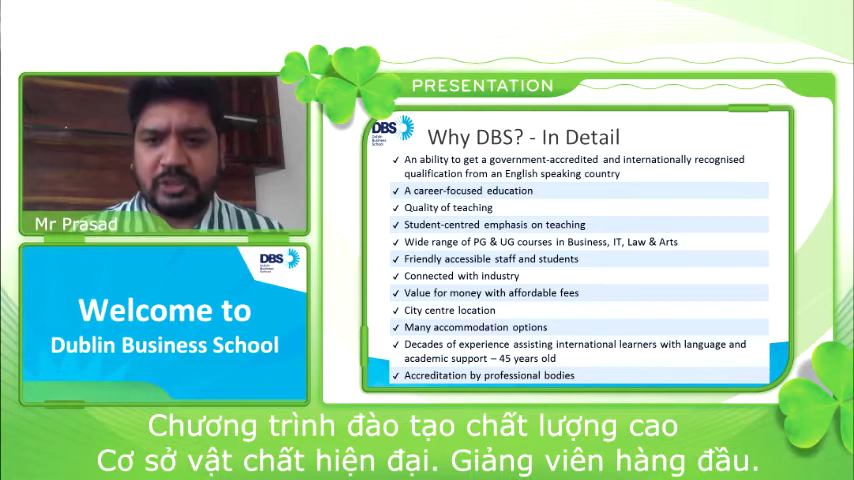 PRESENTATION
Mr Prasad
DBS
Dublin
Business
School
Welcome to
Dublin Business School
DBS
Dublin
Business
School
Why DBS? - In Detail
✓ An ability to get a government-accredited and internationally recognised
qualification from an English speaking country
✓ A career-focused education
✓ Quality of teaching
✓ Student-centred emphasis on teaching
✓ Wide range of PG & UG courses in Business, IT, Law & Arts
✓ Friendly accessible staff and students
✓ Connected with industry
✓ Value for money with affordable fees
✓ City centre location
✓ Many accommodation options
✓ Decades of experience assisting international learners with language and
academic support – 45 years old
✓ Accreditation by professional bodies
Chương trình đào tạo chất lượng cao
Cơ sở vật chất hiện đại. Giảng viên hàng đầu.